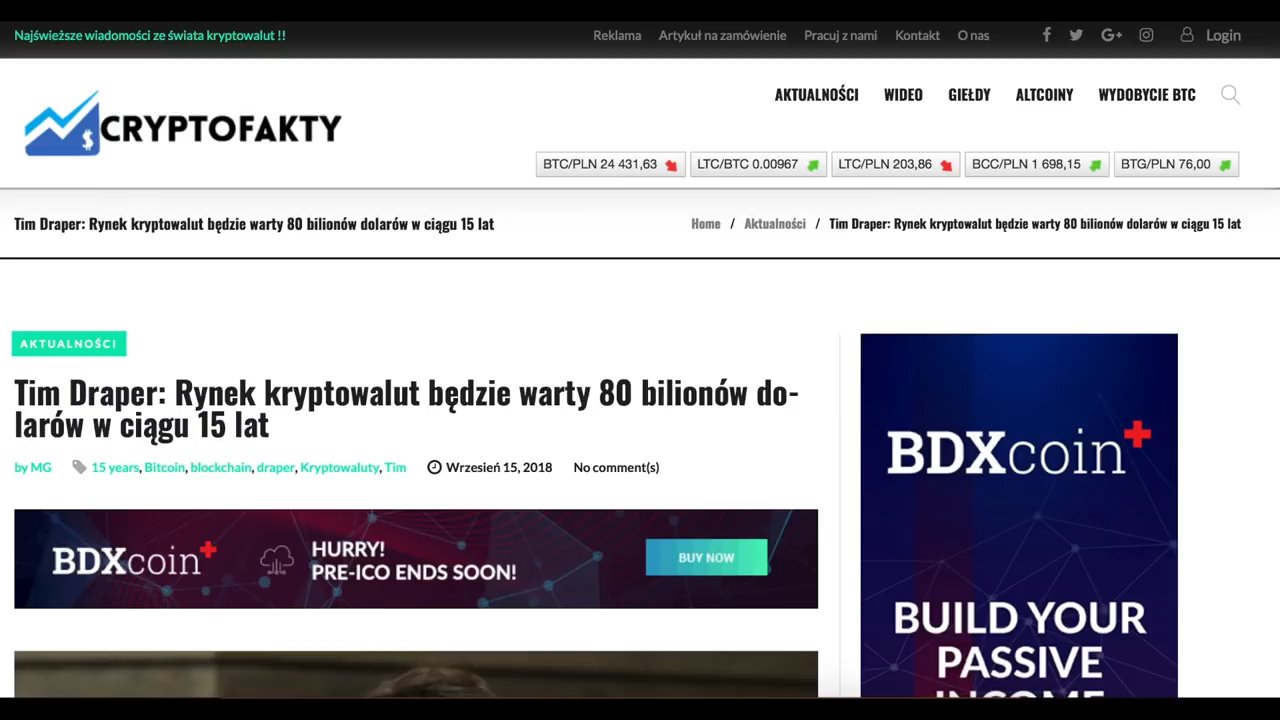 Najświeższe wiadomości ze świata kryptowalut !!
Reklama Artykuł na zamówienie Pracuj z nami Kontakt O nas Login
CRYPTOFAKTY
AKTUALNOŚCI WIDEO GIEŁDY ALTCOINY WYDOBYCIE BTC
BTC/PLN 24 431,63 LTC/BTC 0.00967 LTC/PLN 203,86 BCC/PLN 1 698,15 BTG/PLN 76,00
Tim Draper: Rynek kryptowalut będzie warty 80 bilionów dolarów w ciągu 15 lat
Home / Aktualności / Tim Draper: Rynek kryptowalut będzie warty 80 bilionów dolarów w ciągu 15 lat
AKTUALNOŚCI
Tim Draper: Rynek kryptowalut będzie warty 80 bilionów do-
larów w ciągu 15 lat
by MG 15 years, Bitcoin, blockchain, draper, Kryptowaluty, Tim Wrzesień 15, 2018 No comment(s)
BDXcoin
HURRY!
PRE-ICO ENDS SOON!
BUY NOW
BDXcoin
BUILD YOUR
PASSIVE
INCOME